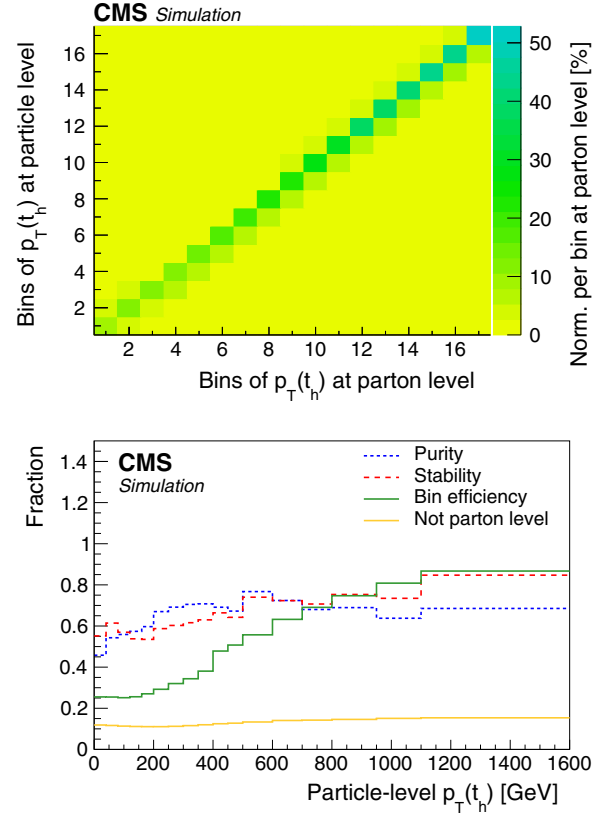 CMS Simulation
Bins of p_T(t_h) at particle level
16
14
12
10
8
6
4
2
2 4 6 8 10 12 14 16
Bins of p_T(t_h) at parton level
50
40
30
20
10
0
Norm. per bin at parton level [%]
CMS
Simulation
Purity
Stability
Bin efficiency
Not parton level
Fraction
1.4
1.2
1
0.8
0.6
0.4
0.2
0
0 200 400 600 800 1000 1200 1400 1600
Particle-level p_T(t_h) [GeV]